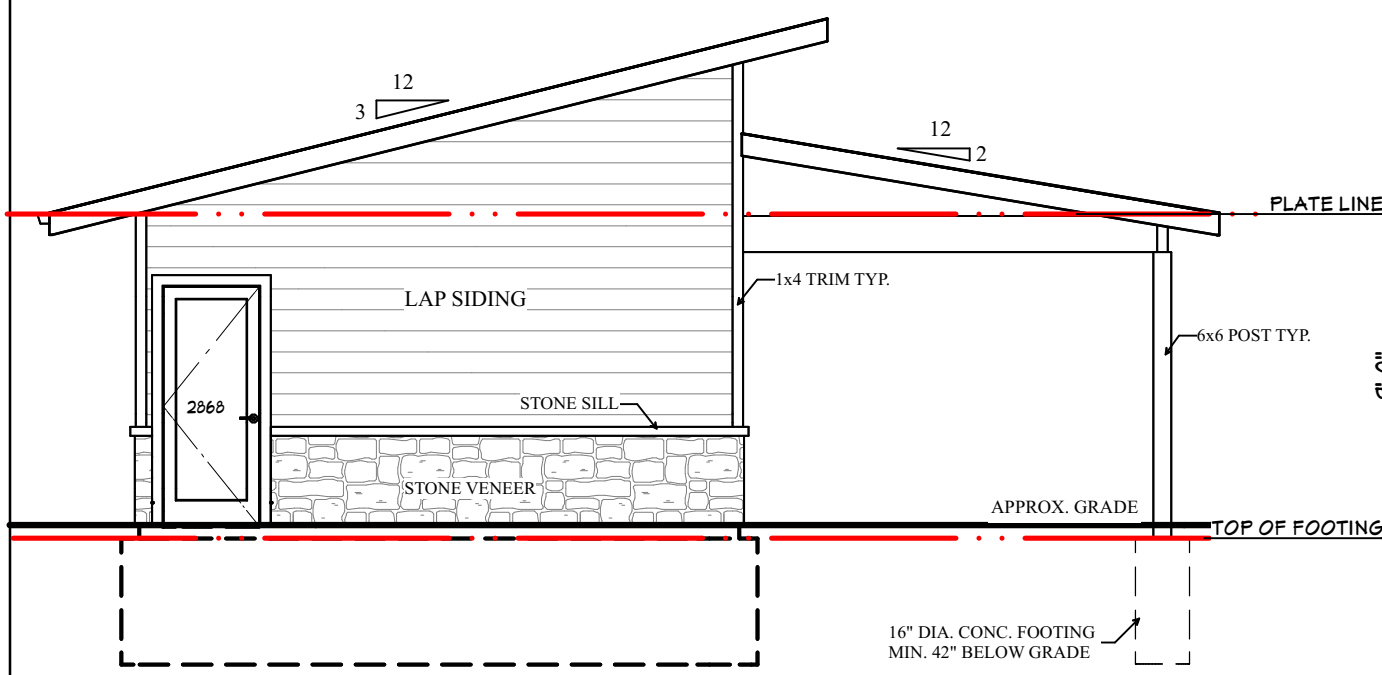 12
3
12
2
PLATE LINE
1x4 TRIM TYP.
LAP SIDING
6x6 POST TYP.
2868
STONE SILL
STONE VENEER
APPROX. GRADE
TOP OF FOOTING
16" DIA. CONC. FOOTING
MIN. 42" BELOW GRADE